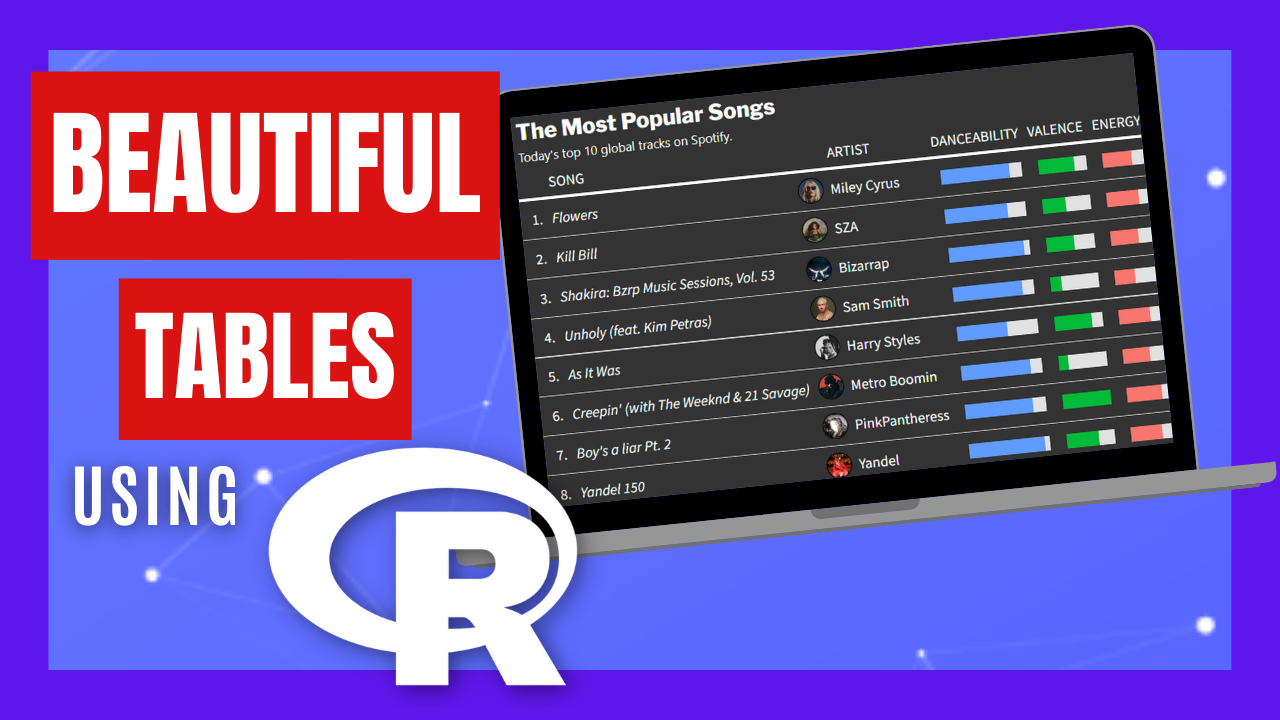 BEAUTIFUL
TABLES
USING
R
The Most Popular Songs
Today's top 10 global tracks on Spotify.
SONG ARTIST DANCEABILITY VALENCE ENERGY
1. Flowers Miley Cyrus
2. Kill Bill SZA
3. Shakira: Bzrp Music Sessions, Vol. 53 Bizarrap
4. Unholy (feat. Kim Petras) Sam Smith
5. As It Was Harry Styles
6. Creepin' (with The Weeknd & 21 Savage) Metro Boomin
7. Boy's a liar Pt. 2 PinkPantheress
8. Yandel 150 Yandel